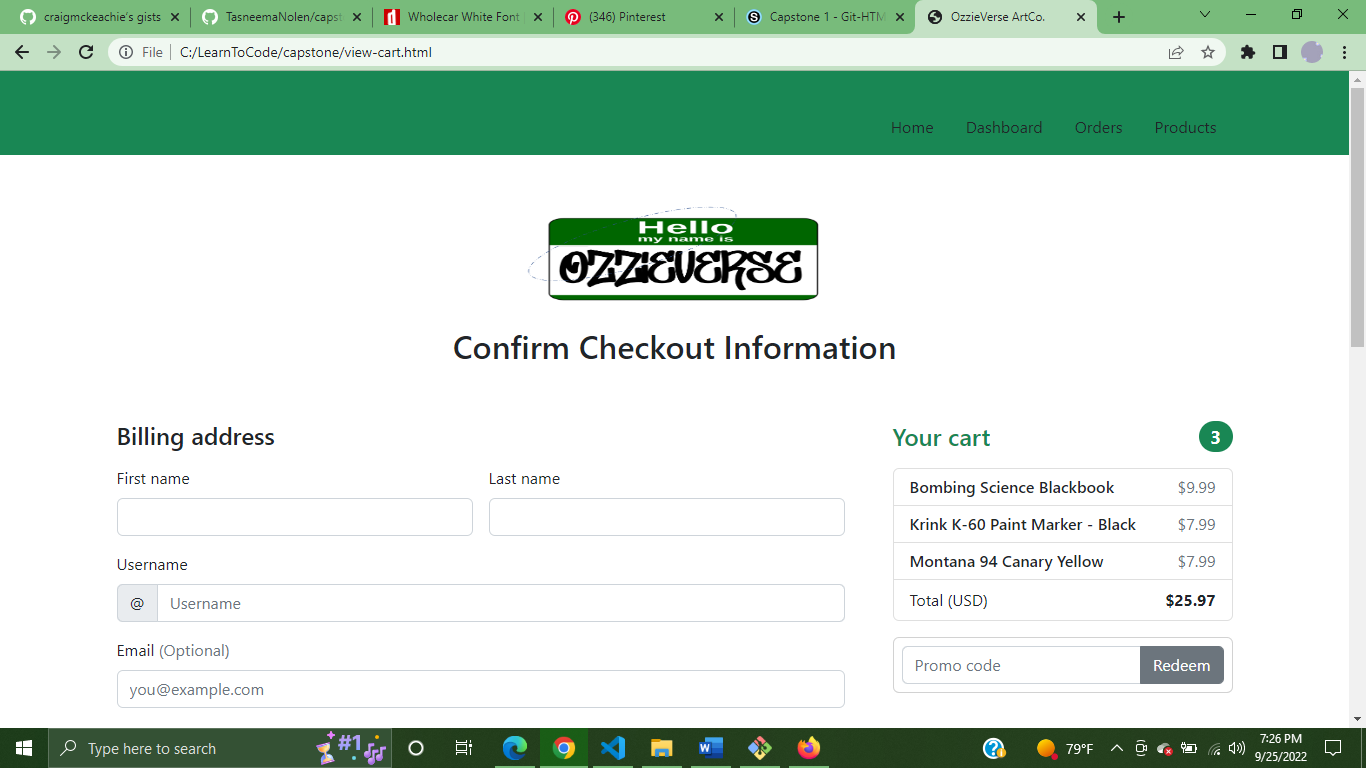 craigmckeachie's gists
TasneemaNolen/capst
Wholecar White Font
(346) Pinterest
Capstone 1 - Git-HTM
OzzieVerse ArtCo.
File
C:/LearnToCode/capstone/view-cart.html
Home Dashboard Orders Products
Hello
my name is
OZZIEVERSE
Confirm Checkout Information
Billing address
First name Last name
Username
@ Username
Email (Optional)
you@example.com
Your cart 3
Bombing Science Blackbook $9.99
Krink K-60 Paint Marker - Black $7.99
Montana 94 Canary Yellow $7.99
Total (USD) $25.97
Promo code Redeem
Type here to search
#1
79°F
7:26 PM
9/25/2022